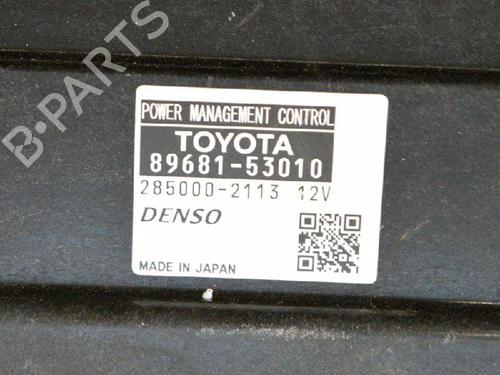 B-PARTS
POWER MANAGEMENT CONTROL
TOYOTA
89681-53010
285000-2113 12V
DENSO
MADE IN JAPAN